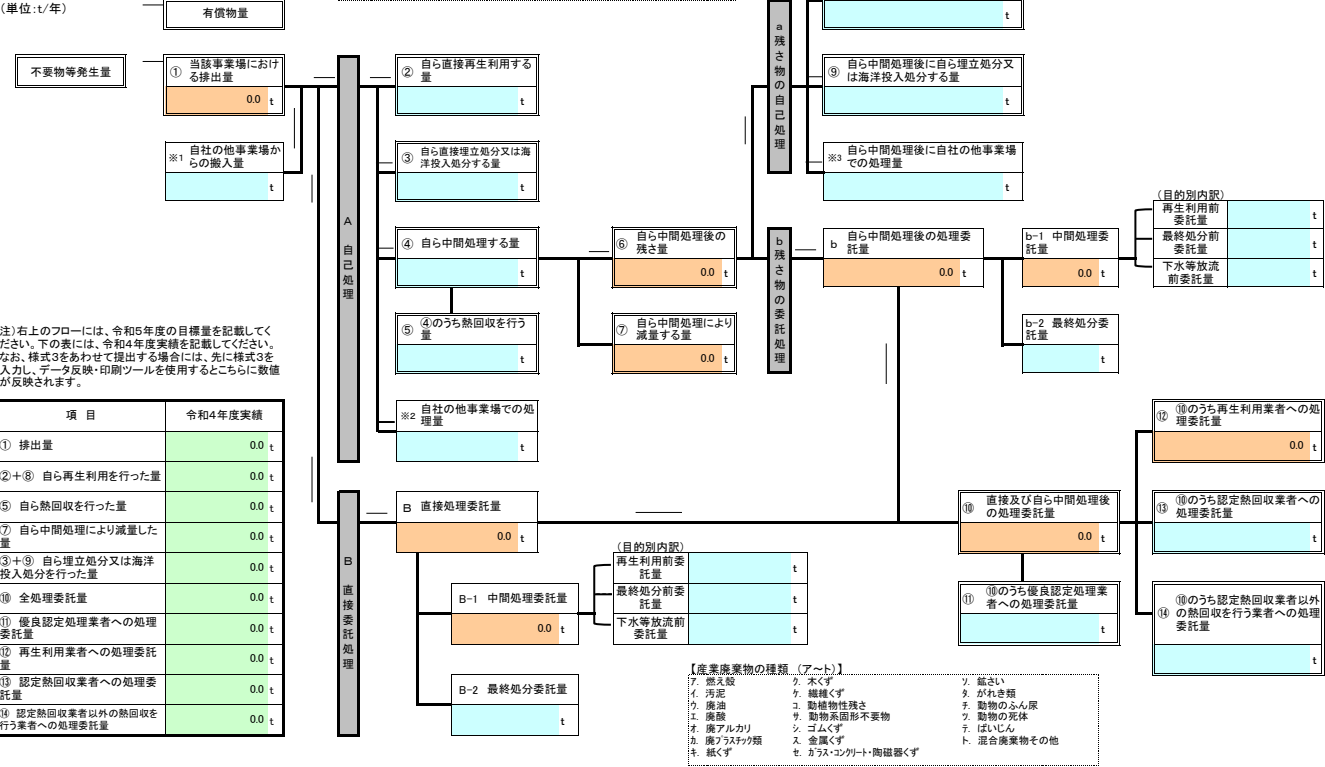 (単位:t/年)
有償物量
t
不要物等発生量
① 当該事業場におけ
る排出量
0.0 t
※1 自社の他事業場か
らの搬入量
t
A 自己処理
② 自ら直接再生利用する
量
t
③ 自ら直接埋立処分又は海
洋投入処分する量
t
④ 自ら中間処理する量
t
⑤ ④のうち熱回収を行う
量
t
※2 自社の他事業場での処
理量
t
⑥ 自ら中間処理後の
残さ量
0.0 t
⑦ 自ら中間処理により
減量する量
0.0 t
a 残さ物の自己処理
⑨ 自ら中間処理後に自ら埋立処分又
は海洋投入処分する量
t
※3 自ら中間処理後に自社の他事業場
での処理量
t
b 残さ物の委託処理
b 自ら中間処理後の処理委
託量
0.0 t
b-1 中間処理委
託量
0.0 t
(目的別内訳)
再生利用前
委託量
t
最終処分前
委託量
t
下水等放流
前委託量
t
b-2 最終処分委
託量
t
注)右上のフローには、令和5年度の目標量を記載してく
ださい。下の表には、令和4年度実績を記載してください。
なお、様式3をあわせて提出する場合には、先に様式3を
入力し、データ反映・印刷ツールを使用するとこちらに数値
が反映されます。
項 目 令和4年度実績
① 排出量 0.0 t
②+⑧ 自ら再生利用を行った量 0.0 t
⑤ 自ら熱回収を行った量 0.0 t
⑦ 自ら中間処理により減量した
量 0.0 t
③+⑨ 自ら埋立処分又は海洋
投入処分を行った量 0.0 t
⑩ 全処理委託量 0.0 t
⑪ 優良認定処理業者への処理
委託量 0.0 t
⑫ 再生利用業者への処理委託
量 0.0 t
⑬ 認定熱回収業者への処理委
託量 0.0 t
⑭ 認定熱回収業者以外の熱回収を
行う業者への処理委託量 0.0 t
B 直接委託処理
B 直接処理委託量
0.0 t
B-1 中間処理委託量
0.0 t
(目的別内訳)
再生利用前委
託量
t
最終処分前委
託量
t
下水等放流前
委託量
t
B-2 最終処分委託量
t
⑩ 直接及び自ら中間処理後
の処理委託量
0.0 t
⑪ ⑩のうち優良認定処理業
者への処理委託量
t
⑫ ⑩のうち再生利用業者への処
理委託量
0.0 t
⑬ ⑩のうち認定熱回収業者への
処理委託量
t
⑭ ⑩のうち認定熱回収業者以外
の熱回収を行う業者への処理
委託量
t
【産業廃棄物の種類 (ア~ト)】
ア. 燃え殻
イ. 汚泥
ウ. 廃油
エ. 廃酸
オ. 廃アルカリ
カ. 廃プラスチック類
キ. 紙くず
ク. 木くず
ケ. 繊維くず
コ. 動植物性残さ
サ. 動物系固形不要物
シ. ゴムくず
ス. 金属くず
セ. ガラス・コンクリート・陶磁器くず
ソ. 鉱さい
タ. がれき類
チ. 動物のふん尿
ツ. 動物の死体
テ. ばいじん
ト. 混合廃棄物その他